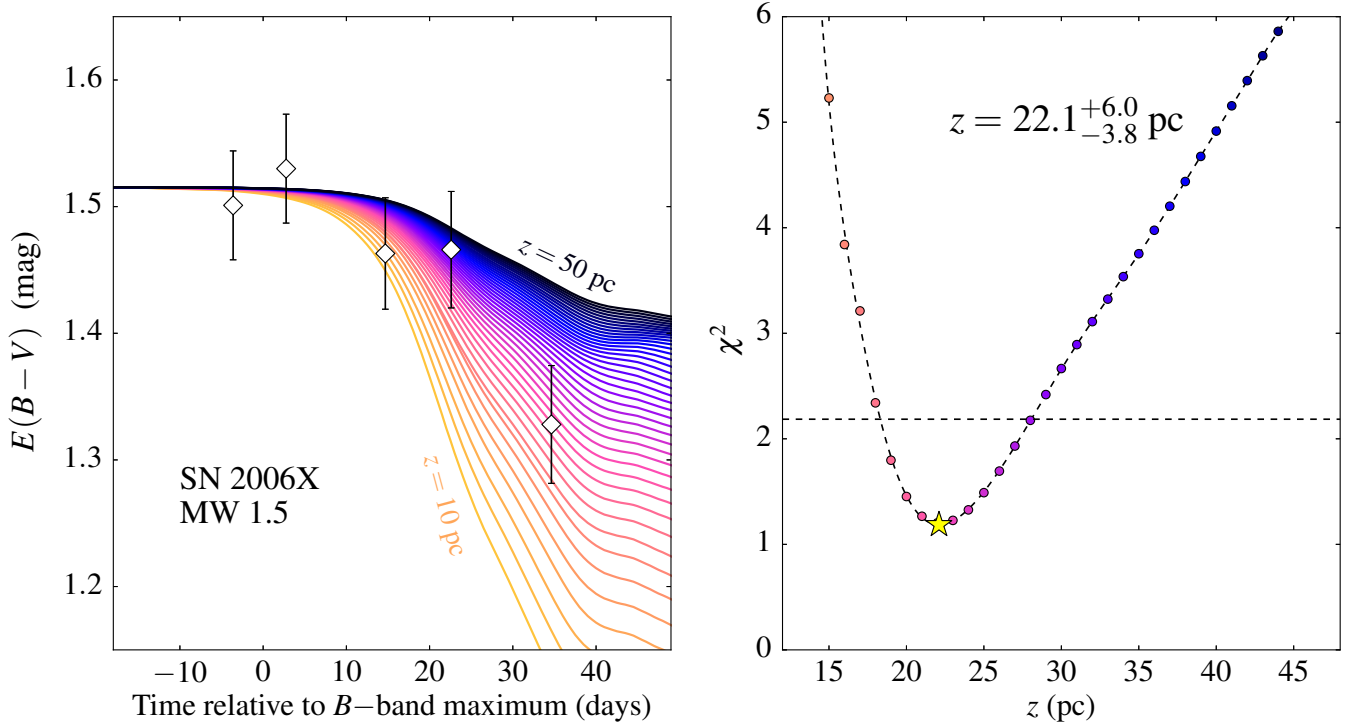 1.6
1.5
1.4
1.3
1.2
E(B − V) (mag)
z = 50 pc
z = 10 pc
SN 2006X
MW 1.5
−10 0 10 20 30 40
Time relative to B−band maximum (days)
6
5
4
3
2
1
0
χ²
z = 22.1 +6.0 −3.8 pc
15 20 25 30 35 40 45
z (pc)